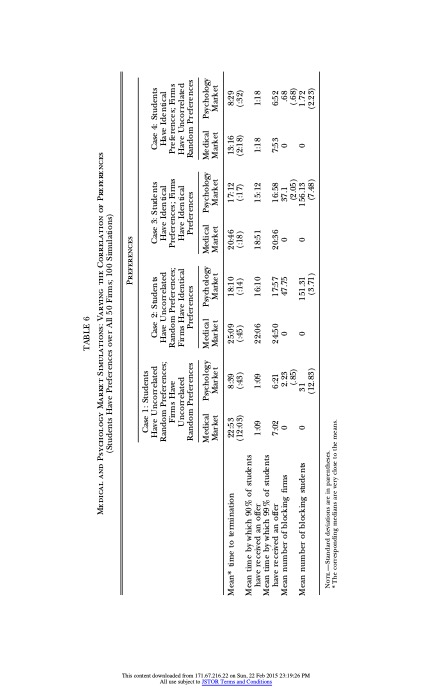 TABLE 6
MEDICAL AND PSYCHOLOGY MARKET SIMULATIONS: VARYING THE CORRELATION OF PREFERENCES
(Students Have Preferences over All 50 Firms; 100 Simulations)
PREFERENCES
Case 1: Students Have Uncorrelated Random Preferences; Firms Have Uncorrelated Random Preferences
Case 2: Students Have Uncorrelated Random Preferences; Firms Have Identical Preferences
Case 3: Students Have Identical Preferences; Firms Have Identical Preferences
Case 4: Students Have Identical Preferences; Firms Have Uncorrelated Random Preferences
Medical Market Psychology Market Medical Market Psychology Market Medical Market Psychology Market Medical Market Psychology Market
Mean* time to termination 22:53 8:39 25:09 18:10 20:46 17:12 13:16 8:29
(12:03) (:43) (:45) (:14) (:18) (:17) (2:18) (:32)
Mean time by which 90% of students
have received an offer 1:09 1:09 22:06 16:10 18:51 15:12 1:18 1:18
Mean time by which 99% of students
have received an offer 7:02 6:21 24:50 17:57 20:36 16:58 7:53 6:52
Mean number of blocking firms 0 2.23 0 47.75 0 37.1 0 .68
(.85) (2.05) (.68)
Mean number of blocking students 0 31 0 151.31 0 156.13 0 1.72
(12.83) (3.71) (7.48) (2.23)
NOTE.—Standard deviations are in parentheses.
* The corresponding medians are very close to the means.
This content downloaded from 171.67.216.22 on Sun, 22 Feb 2015 23:19:26 PM
All use subject to JSTOR Terms and Conditions